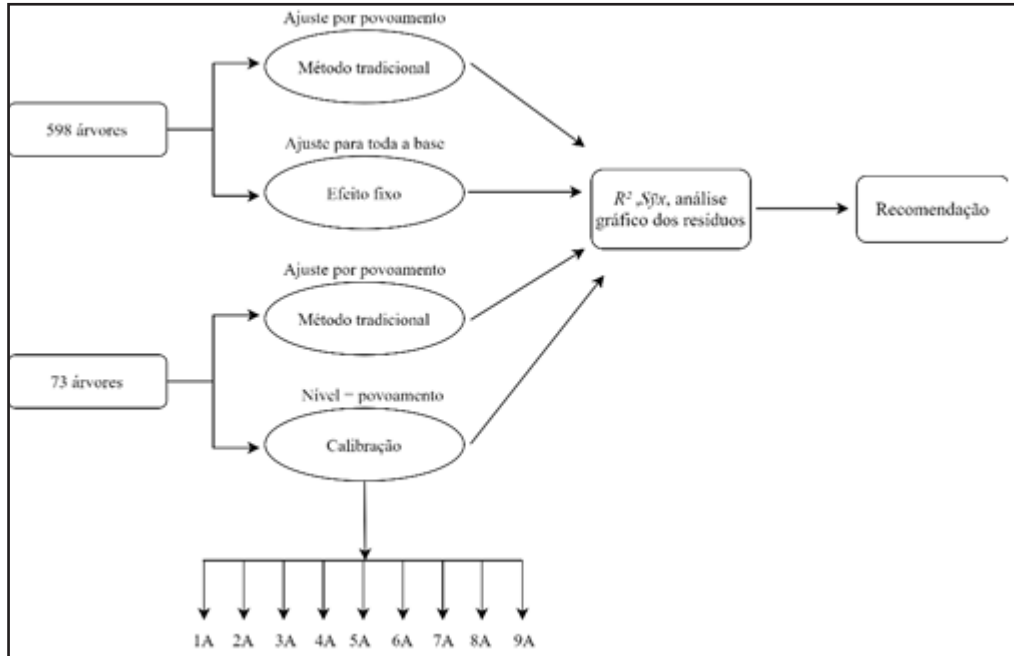 Ajuste por povoamento
Método tradicional
598 árvores
Ajuste para toda a base
Efeito fixo
R² ,Sŷx, análise
gráfico dos resíduos
Recomendação
Ajuste por povoamento
Método tradicional
73 árvores
Nível = povoamento
Calibração
1A 2A 3A 4A 5A 6A 7A 8A 9A